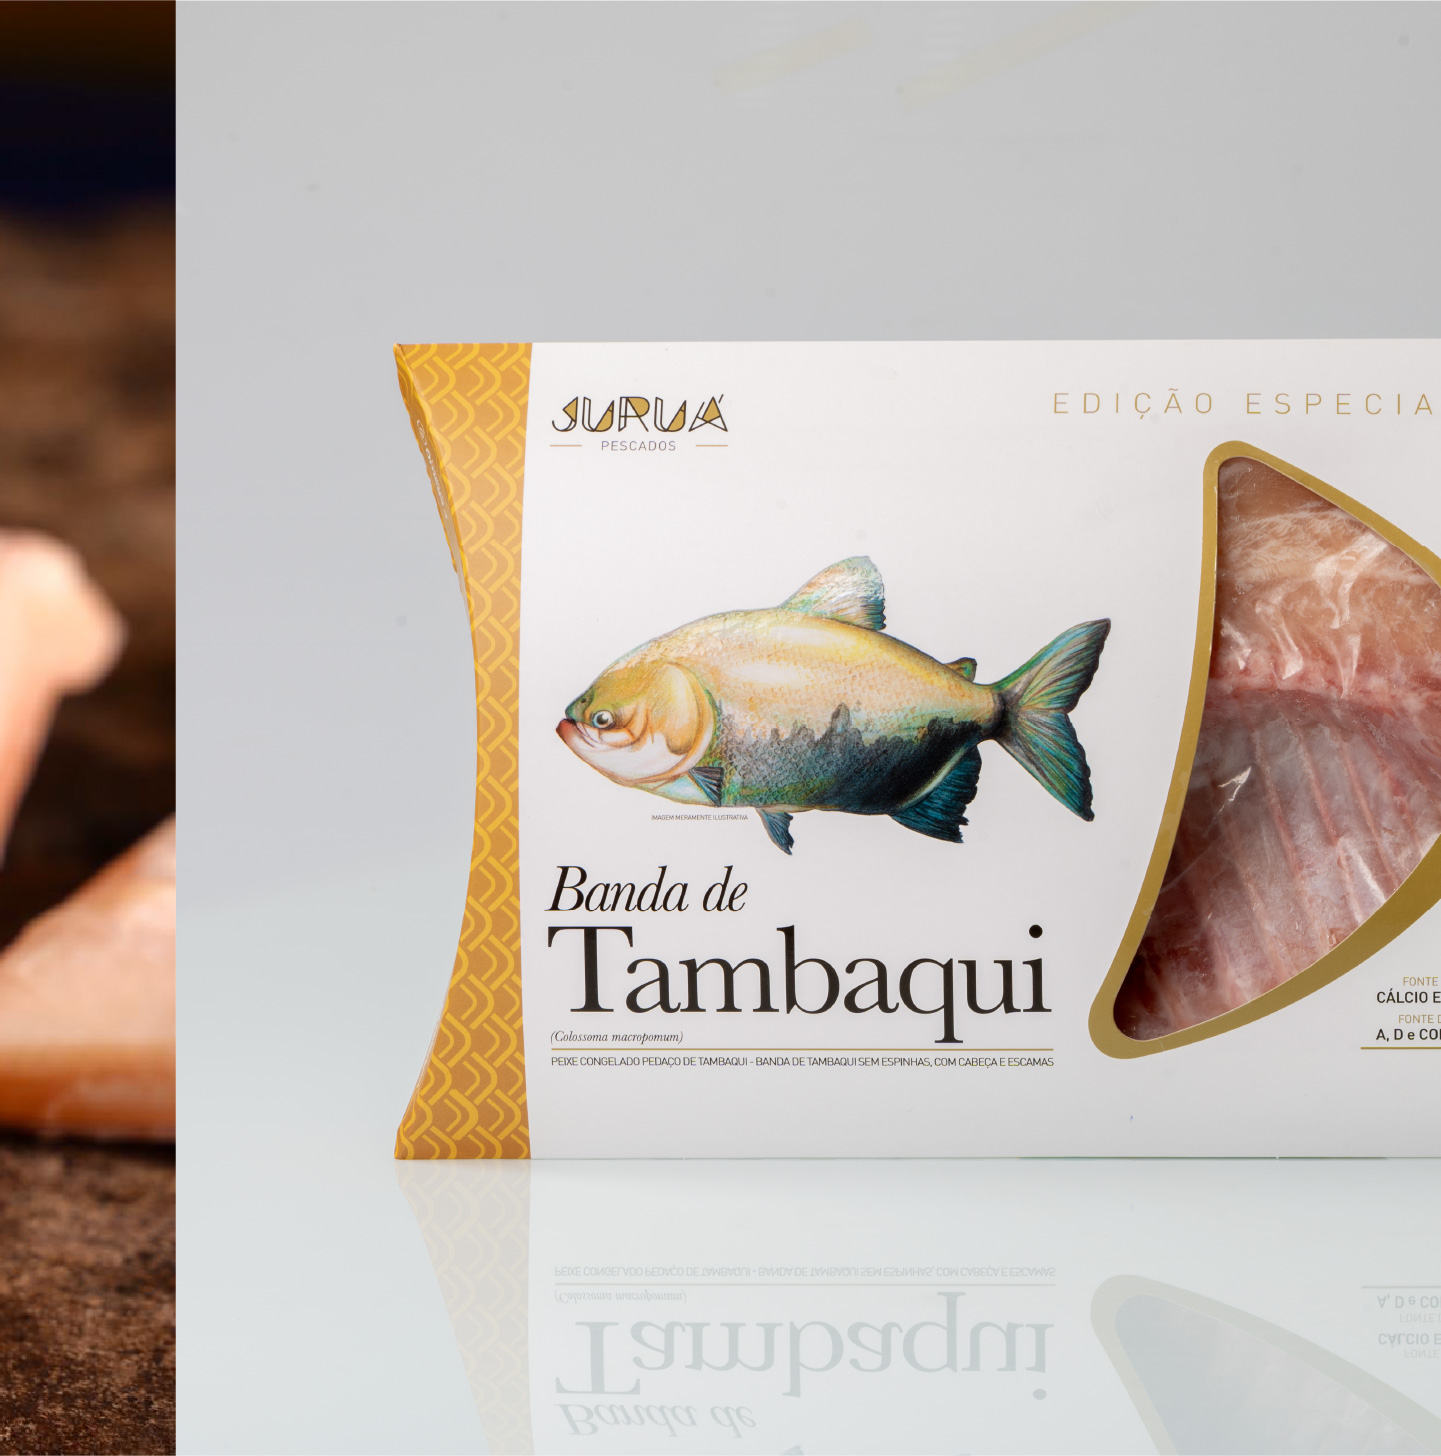 JURUÁ
PESCADOS
EDIÇÃO ESPECIA
IMAGEM MERAMENTE ILUSTRATIVA
Banda de
Tambaqui
(Colossoma macropomum)
PEIXE CONGELADO PEDAÇO DE TAMBAQUI - BANDA DE TAMBAQUI SEM ESPINHAS, COM CABEÇA E ESCAMAS
FONTE
CÁLCIO E
FONTE D
A, D e CO